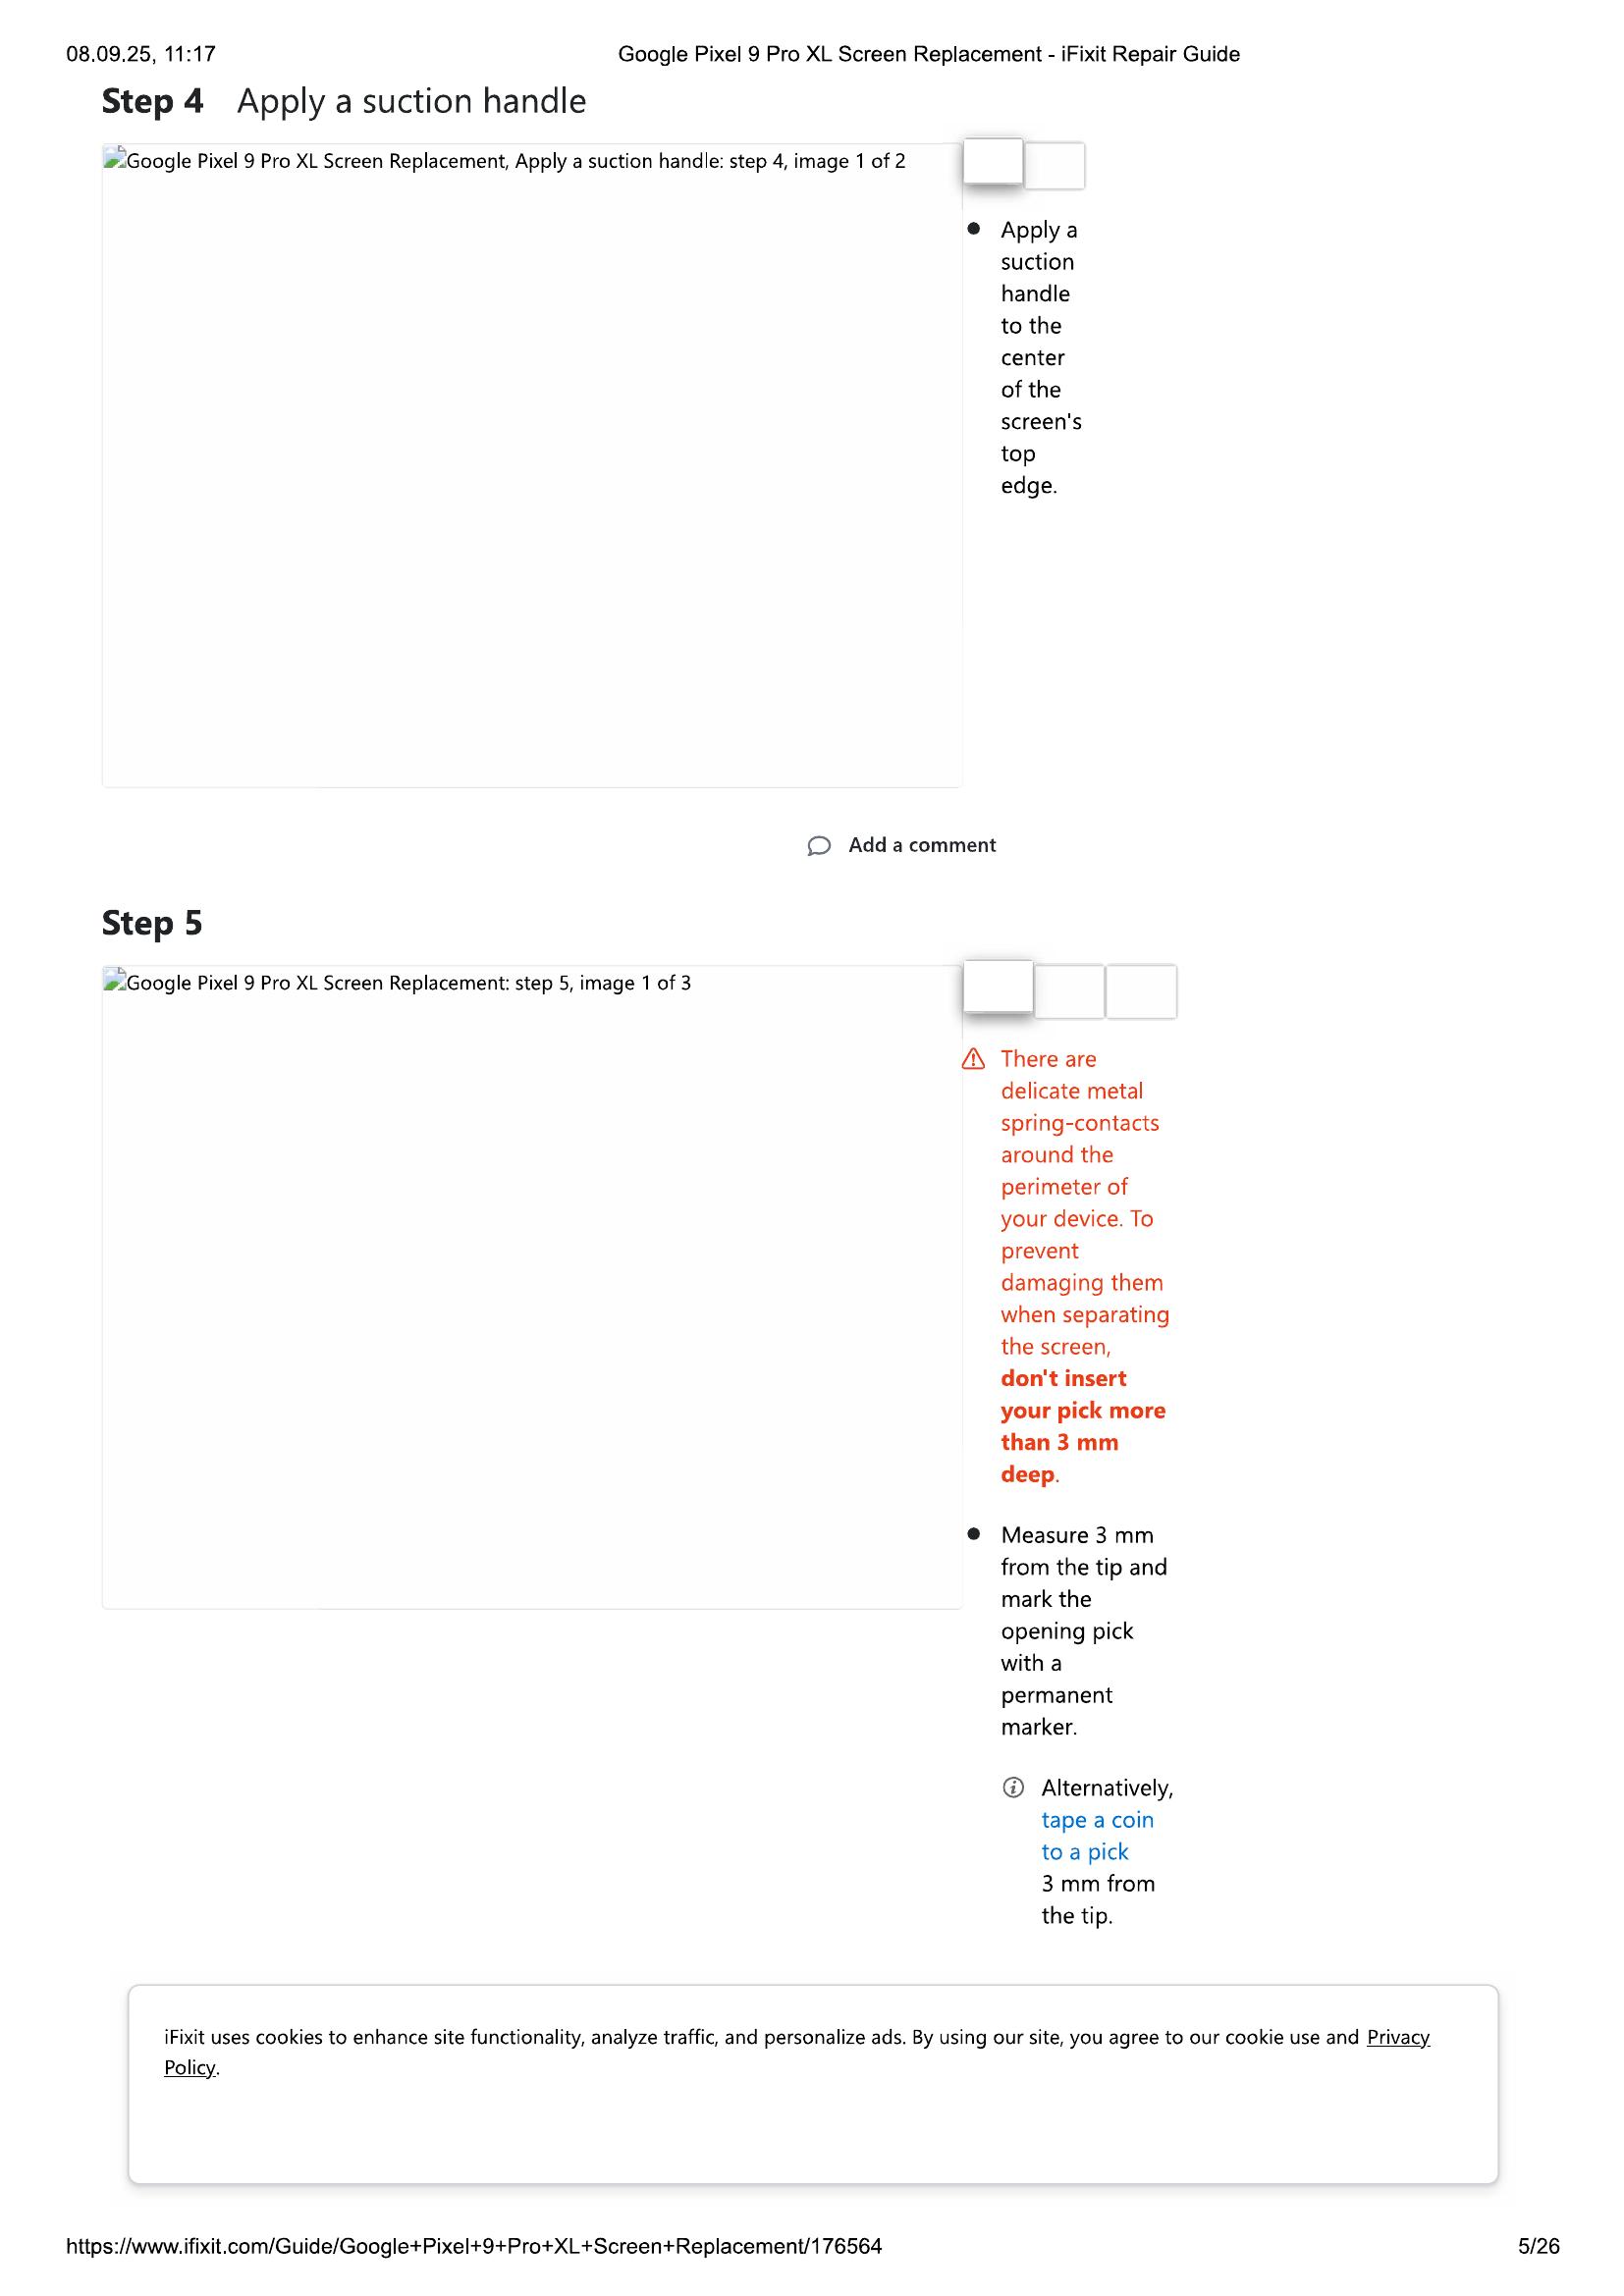 08.09.25, 11:17
Google Pixel 9 Pro XL Screen Replacement - iFixit Repair Guide
Step 4 Apply a suction handle
Google Pixel 9 Pro XL Screen Replacement, Apply a suction handle: step 4, image 1 of 2
Apply a
suction
handle
to the
center
of the
screen's
top
edge.
Add a comment
Step 5
Google Pixel 9 Pro XL Screen Replacement: step 5, image 1 of 3
There are
delicate metal
spring-contacts
around the
perimeter of
your device. To
prevent
damaging them
when separating
the screen,
don't insert
your pick more
than 3 mm
deep.
Measure 3 mm
from the tip and
mark the
opening pick
with a
permanent
marker.
Alternatively,
tape a coin
to a pick
3 mm from
the tip.
iFixit uses cookies to enhance site functionality, analyze traffic, and personalize ads. By using our site, you agree to our cookie use and Privacy
Policy.
https://www.ifixit.com/Guide/Google+Pixel+9+Pro+XL+Screen+Replacement/176564
5/26